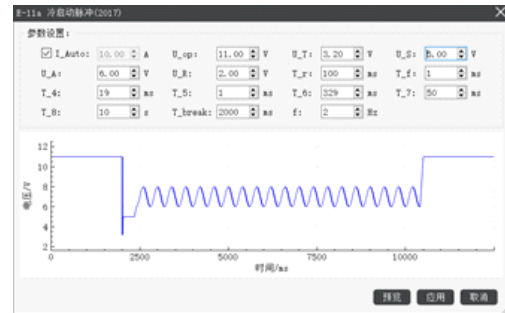 E-11a 冷启动脉冲(2017)
参数设置:
I_Auto: 10.00 A U_op: 11.00 V U_T: 3.20 V U_S: 5.00 V
U_A: 6.00 V U_R: 2.00 V T_r: 100 ms T_f: 1 ms
T_4: 19 ms T_5: 1 ms T_6: 329 ms T_7: 50 ms
T_8: 10 s T_break: 2000 ms f: 2 Hz
12
10
8
6
4
2
电压/V
0 2500 5000 7500 10000
时间/ms
预览 应用 取消